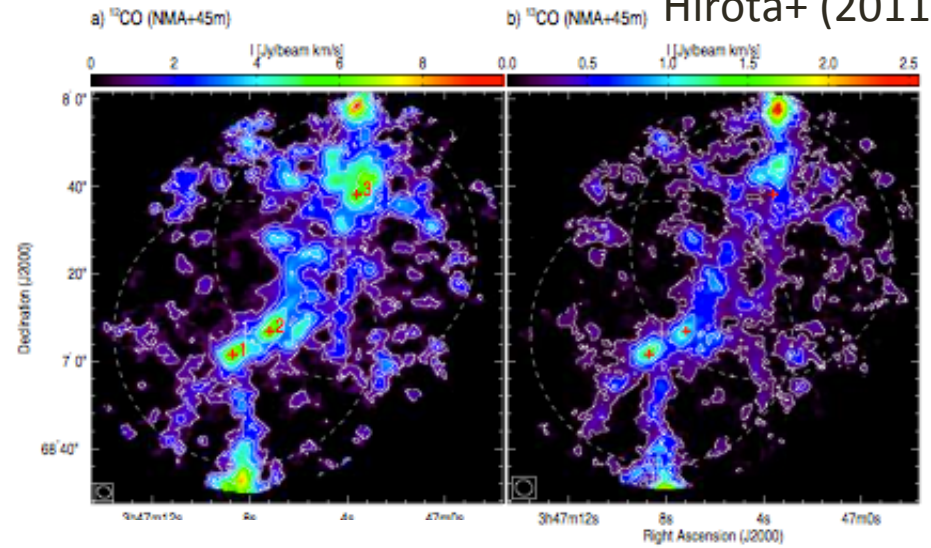 Hirota+ (2011
a) ¹²CO (NMA+45m)
I [Jy/beam km/s]
0 2 4 6 8
8' 0"
40"
20"
7' 0"
68°40"
Declination (J2000)
+1
+2
+3
3h47m12s 8s 4s 47m0s
b) ¹²CO (NMA+45m)
I [Jy/beam km/s]
0.0 0.5 1.0 1.5 2.0 2.5
3h47m12s 8s 4s 47m0s
Right Ascension (J2000)